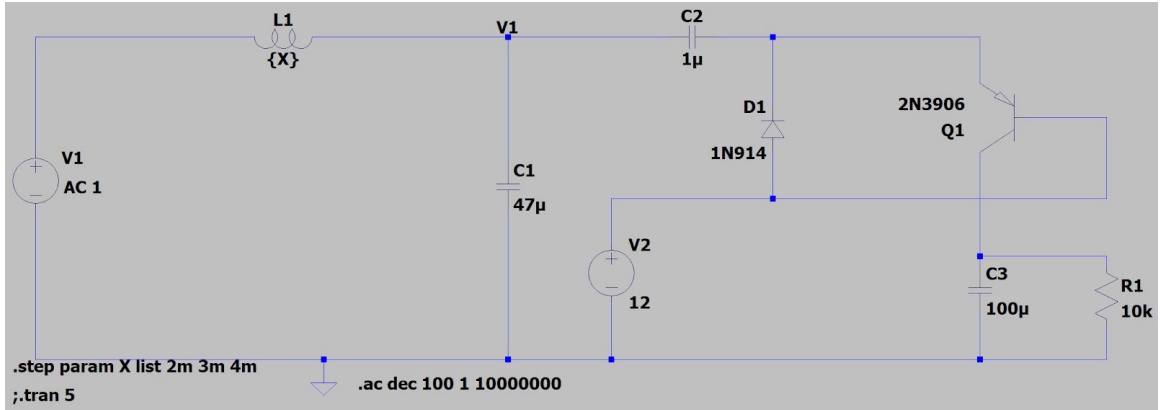 L1
{X}
V1
C2
1µ
V1
AC 1
C1
47µ
D1
1N914
2N3906
Q1
V2
12
C3
100µ
R1
10k
.step param X list 2m 3m 4m
;.tran 5
.ac dec 100 1 10000000